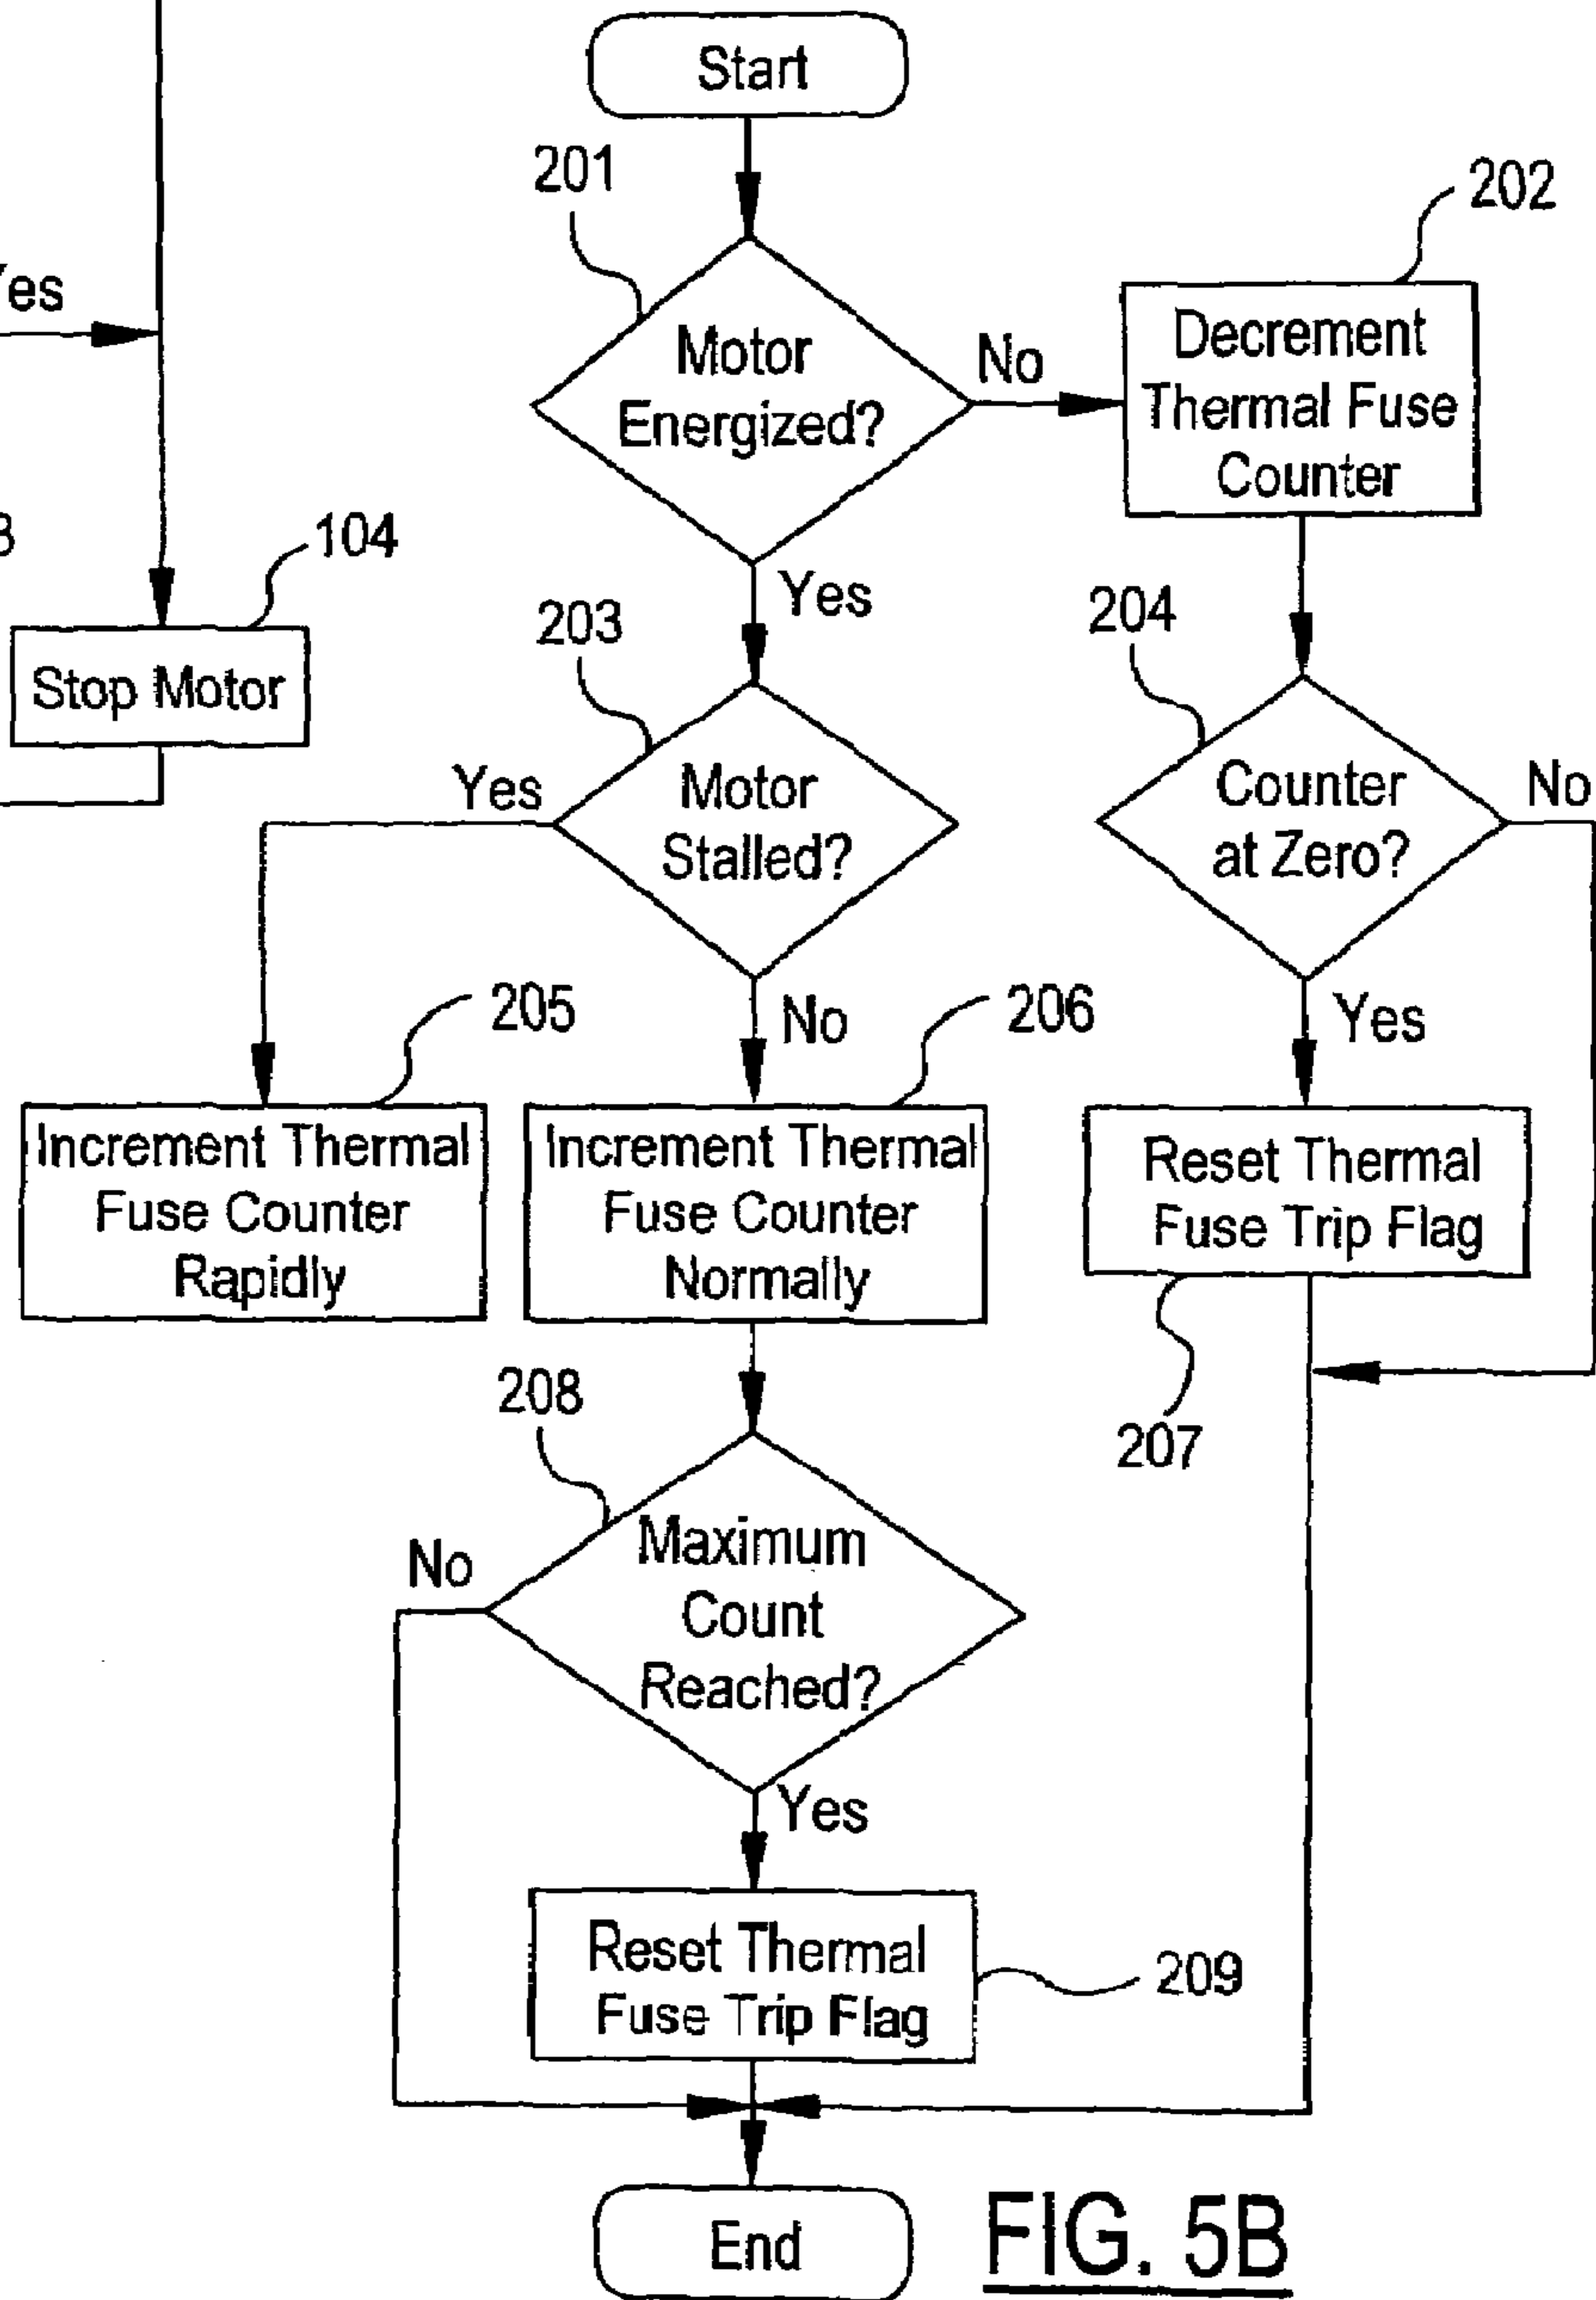 Start
201
202
Yes
Motor
Energized?
No
Decrement
Thermal Fuse
Counter
104
Yes
203
204
Stop Motor
Yes
Motor
Stalled?
Counter
at Zero?
No
205
No
206
Yes
Increment Thermal
Fuse Counter
Rapidly
Increment Thermal
Fuse Counter
Normally
Reset Thermal
Fuse Trip Flag
208
207
No
Maximum
Count
Reached?
Yes
Reset Thermal
Fuse Trip Flag
209
End
FIG. 5B